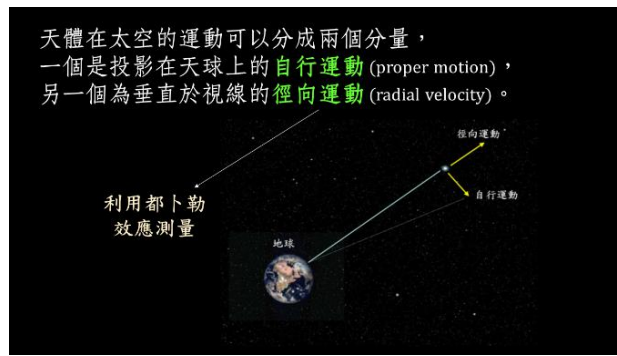 天體在太空的運動可以分成兩個分量，
一個是投影在天球上的自行運動(proper motion)，
另一個為垂直於視線的徑向運動(radial velocity)。
徑向運動
自行運動
利用都卜勒
效應測量
地球